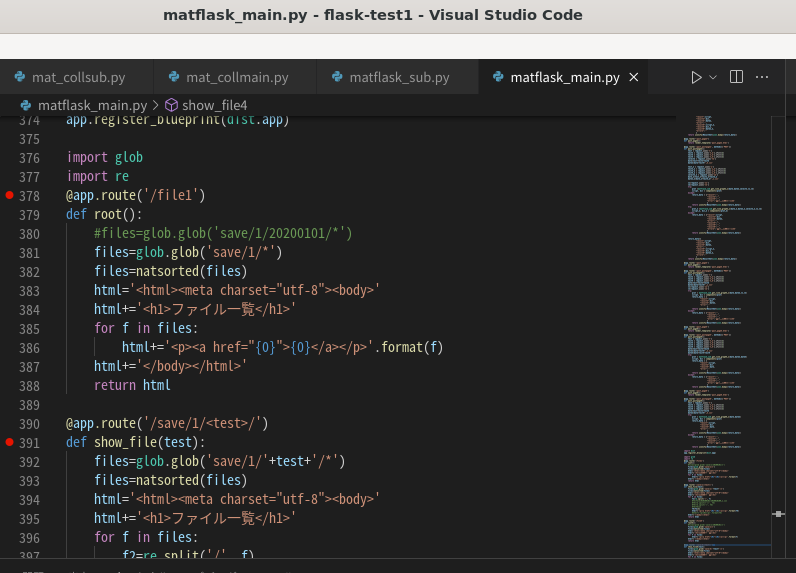 matflask_main.py - flask-test1 - Visual Studio Code
mat_collsub.py mat_collmain.py matflask_sub.py matflask_main.py
matflask_main.py > show_file4
374 app.register_blueprint(dist.app)
375
376 import glob
377 import re
378 @app.route('/file1')
379 def root():
380 #files=glob.glob('save/1/20200101/*')
381 files=glob.glob('save/1/*')
382 files=natsorted(files)
383 html='<html><meta charset="utf-8"><body>'
384 html+='<h1>ファイル一覧</h1>'
385 for f in files:
386 html+='<p><a href="{0}">{0}</a></p>'.format(f)
387 html+='</body></html>'
388 return html
389
390 @app.route('/save/1/<test>/')
391 def show_file(test):
392 files=glob.glob('save/1/'+test+'/*')
393 files=natsorted(files)
394 html='<html><meta charset="utf-8"><body>'
395 html+='<h1>ファイル一覧</h1>'
396 for f in files:
397 f2=re.split('/', f)